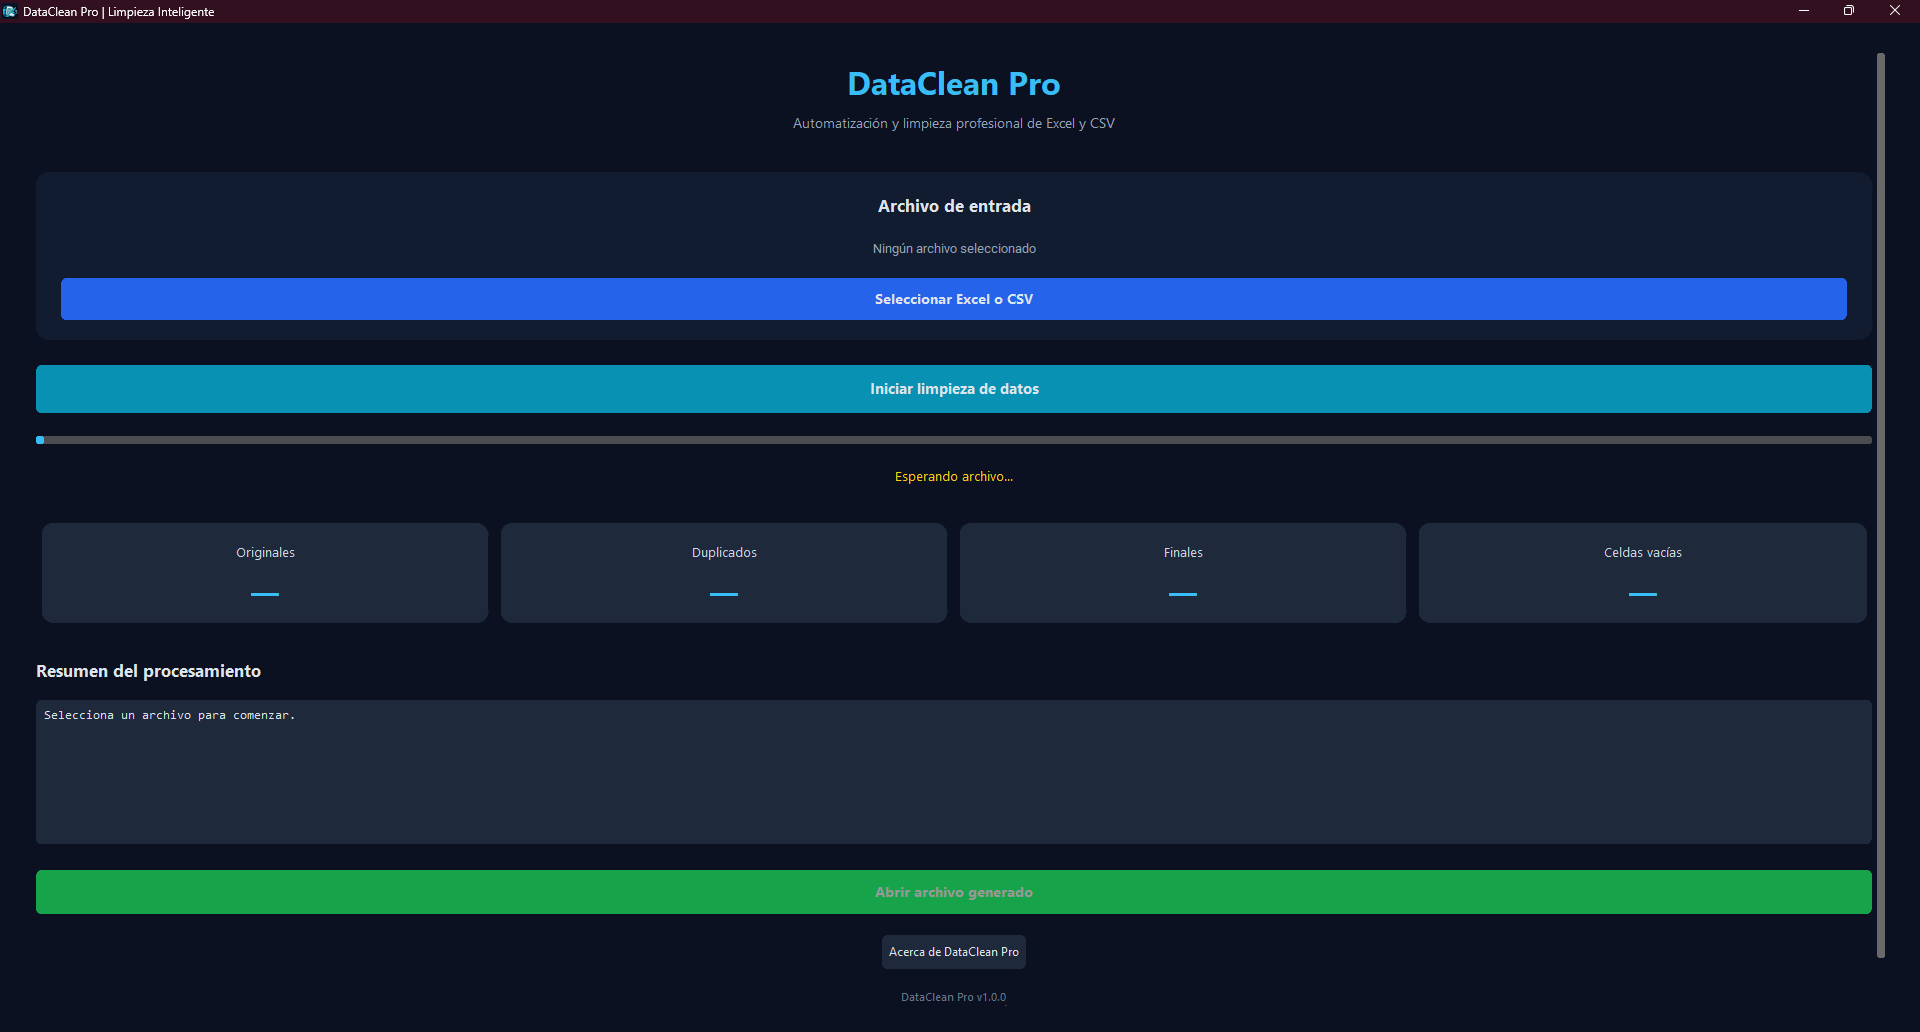 DataClean Pro | Limpieza Inteligente
DataClean Pro
Automatización y limpieza profesional de Excel y CSV
Archivo de entrada
Ningún archivo seleccionado
Seleccionar Excel o CSV
Iniciar limpieza de datos
Esperando archivo...
Originales
Duplicados
Finales
Celdas vacías
—
—
—
—
Resumen del procesamiento
Selecciona un archivo para comenzar.
Abrir archivo generado
Acerca de DataClean Pro
DataClean Pro v1.0.0